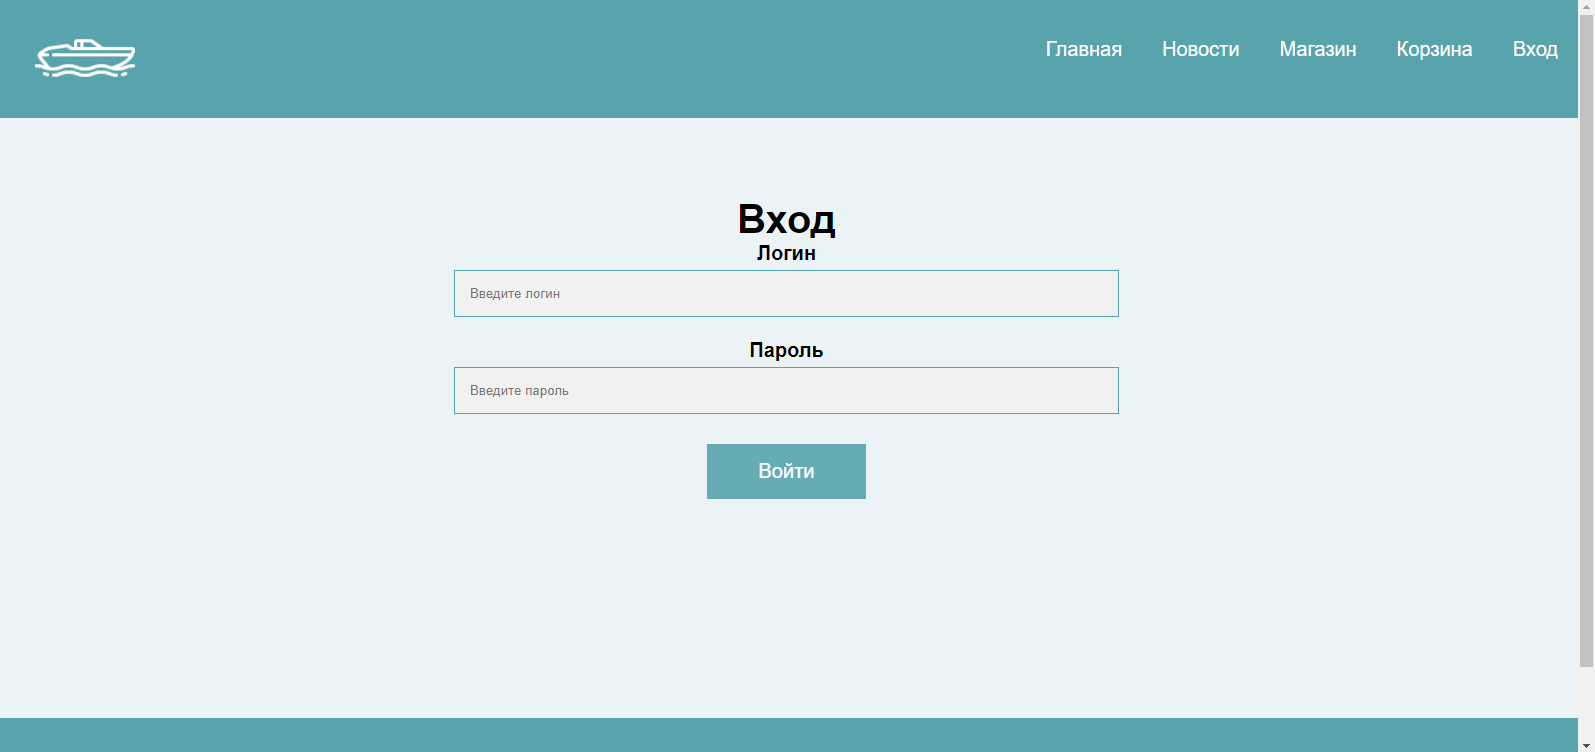 Главная Новости Магазин Корзина Вход
Вход
Логин
Введите логин
Пароль
Введите пароль
Войти